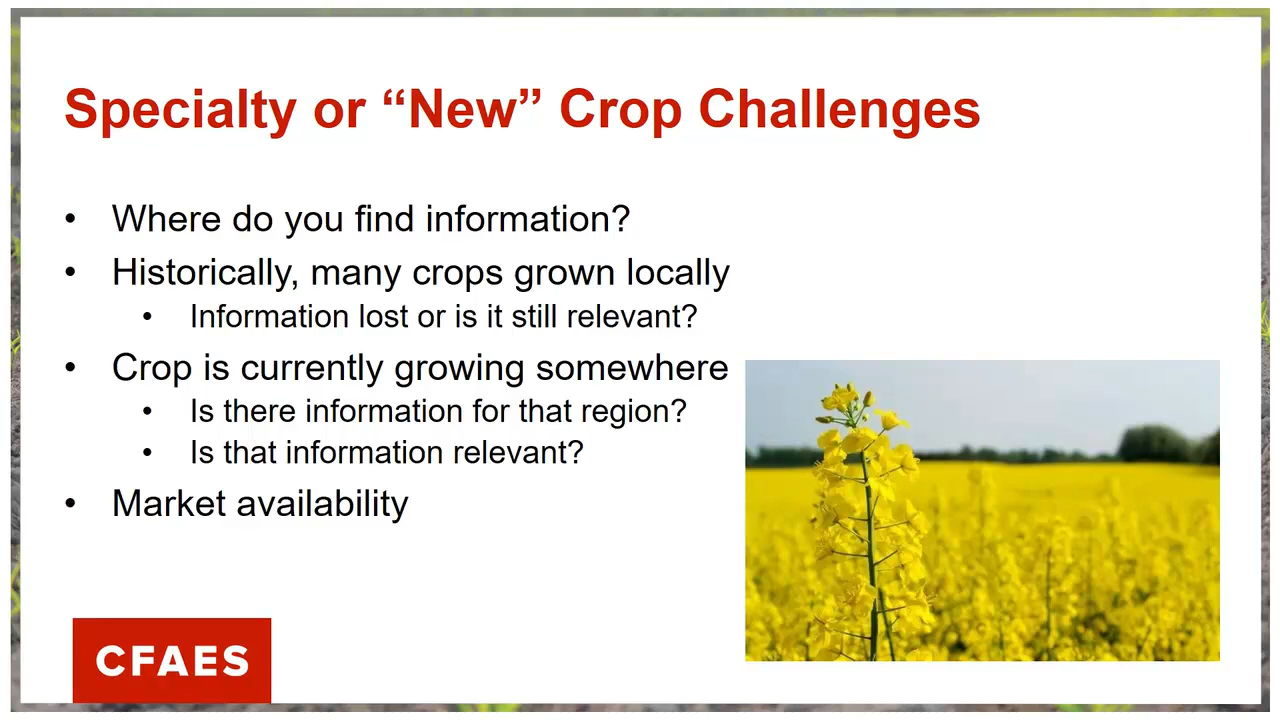 Specialty or “New” Crop Challenges
• Where do you find information?
• Historically, many crops grown locally
• Information lost or is it still relevant?
• Crop is currently growing somewhere
• Is there information for that region?
• Is that information relevant?
• Market availability
CFAES